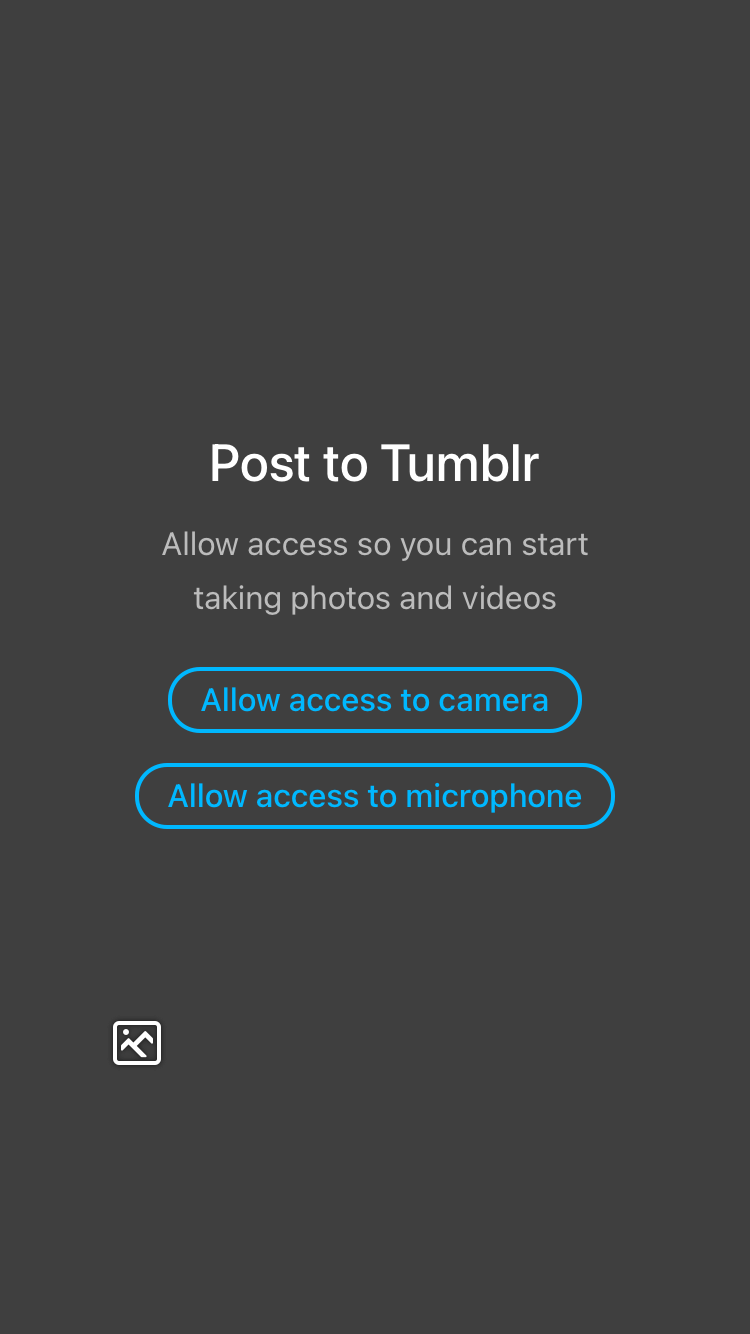 Post to Tumblr
Allow access so you can start
taking photos and videos
Allow access to camera
Allow access to microphone